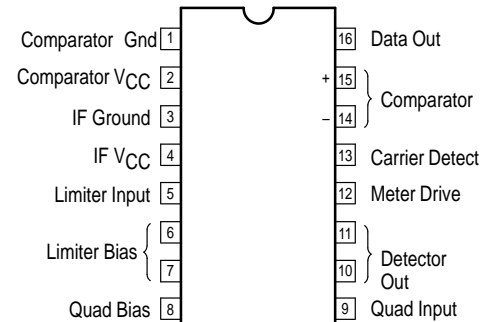 Comparator Gnd 1
Comparator VCC 2
IF Ground 3
IF VCC 4
Limiter Input 5
Limiter Bias { 6
7
Quad Bias 8
16 Data Out
+ 15 } Comparator
– 14
13 Carrier Detect
12 Meter Drive
11 } Detector
10 Out
9 Quad Input